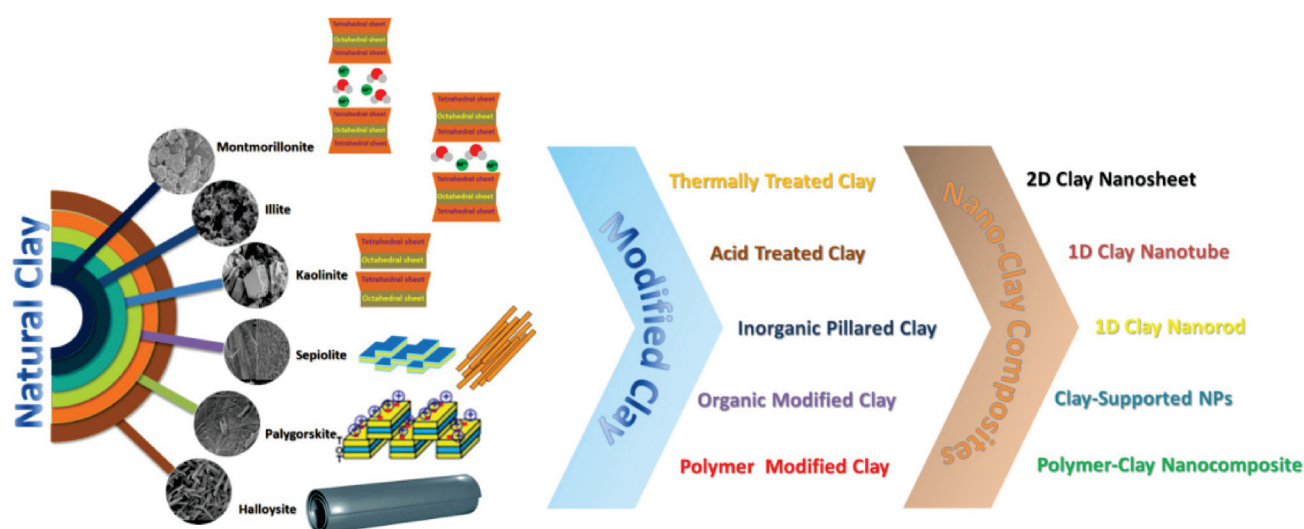 Natural Clay
Tetrahedral sheet
Octahedral sheet
Tetrahedral sheet
Tetrahedral sheet
Octahedral sheet
Tetrahedral sheet
Montmorillonite
Tetrahedral sheet
Octahedral sheet
Tetrahedral sheet
Tetrahedral sheet
Octahedral sheet
Tetrahedral sheet
Illite
Kaolinite
Tetrahedral sheet
Octahedral sheet
Tetrahedral sheet
Octahedral sheet
Sepiolite
Palygorskite
T
O
T
Halloysite
Modified Clay
Thermally Treated Clay
Acid Treated Clay
Inorganic Pillared Clay
Organic Modified Clay
Polymer Modified Clay
Nano-Clay Composites
2D Clay Nanosheet
1D Clay Nanotube
1D Clay Nanorod
Clay-Supported NPs
Polymer-Clay Nanocomposite